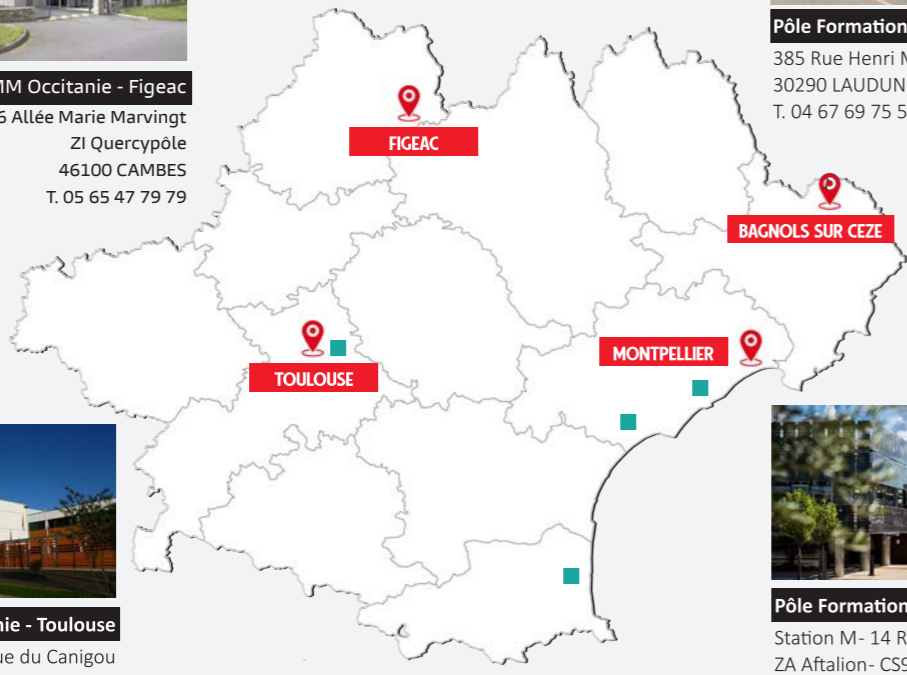 MM Occitanie - Figeac
6 Allée Marie Marvingt
ZI Quercypôle
46100 CAMBES
T. 05 65 47 79 79
Pôle Formation
385 Rue Henri M
30290 LAUDUN
T. 04 67 69 75 5
FIGEAC
BAGNOLS SUR CEZE
TOULOUSE
MONTPELLIER
nie - Toulouse
ue du Canigou
Pôle Formation
Station M - 14 R
ZA Aftalion - CS9